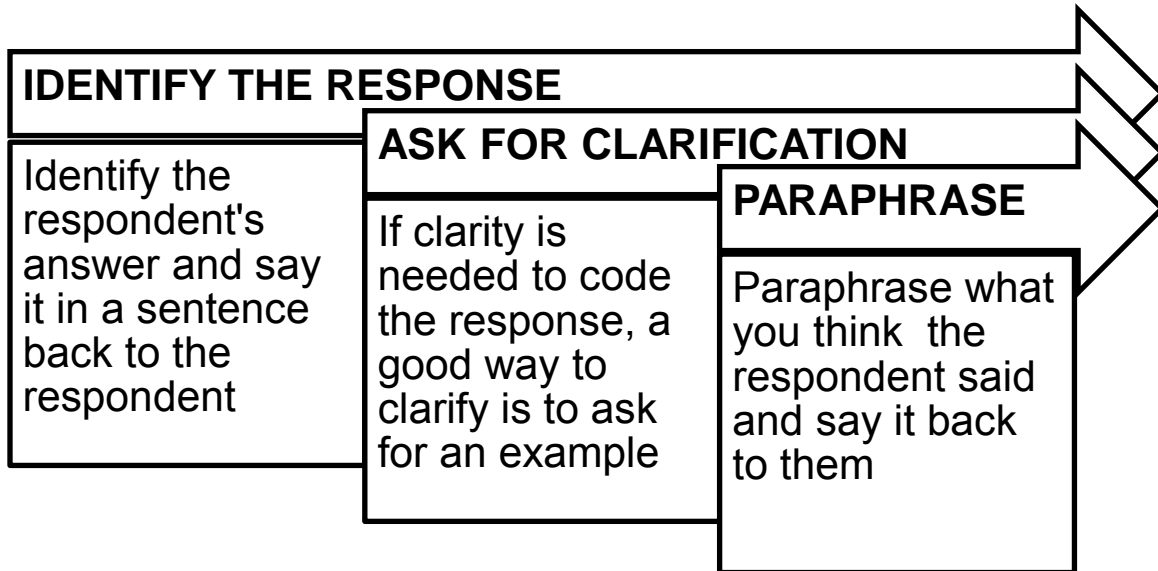 IDENTIFY THE RESPONSE
Identify the
respondent's
answer and say
it in a sentence
back to the
respondent
ASK FOR CLARIFICATION
If clarity is
needed to code
the response, a
good way to
clarify is to ask
for an example
PARAPHRASE
Paraphrase what
you think  the
respondent said
and say it back
to them